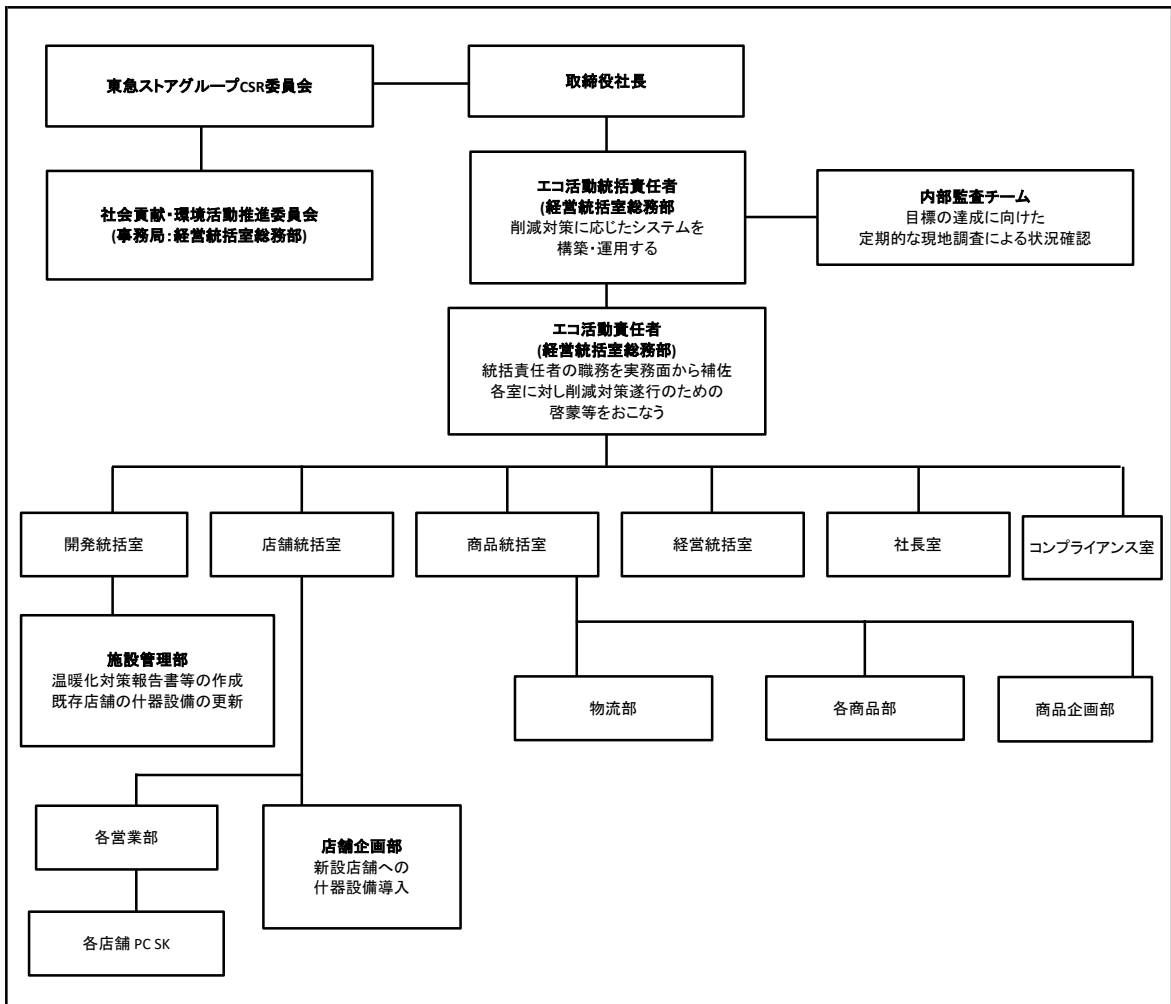 東急ストアグループCSR委員会
取締役社長
社会貢献・環境活動推進委員会
(事務局：経営統括室総務部)
エコ活動統括責任者
(経営統括室総務部
削減対策に応じたシステムを
構築・運用する
内部監査チーム
目標の達成に向けた
定期的な現地調査による状況確認
エコ活動責任者
(経営統括室総務部)
統括責任者の職務を実務面から補佐
各室に対し削減対策遂行のための
啓蒙等をおこなう
開発統括室
店舗統括室
商品統括室
経営統括室
社長室
コンプライアンス室
施設管理部
温暖化対策報告書等の作成
既存店舗の什器設備の更新
物流部
各商品部
商品企画部
各営業部
店舗企画部
新設店舗への
什器設備導入
各店舗 PC SK